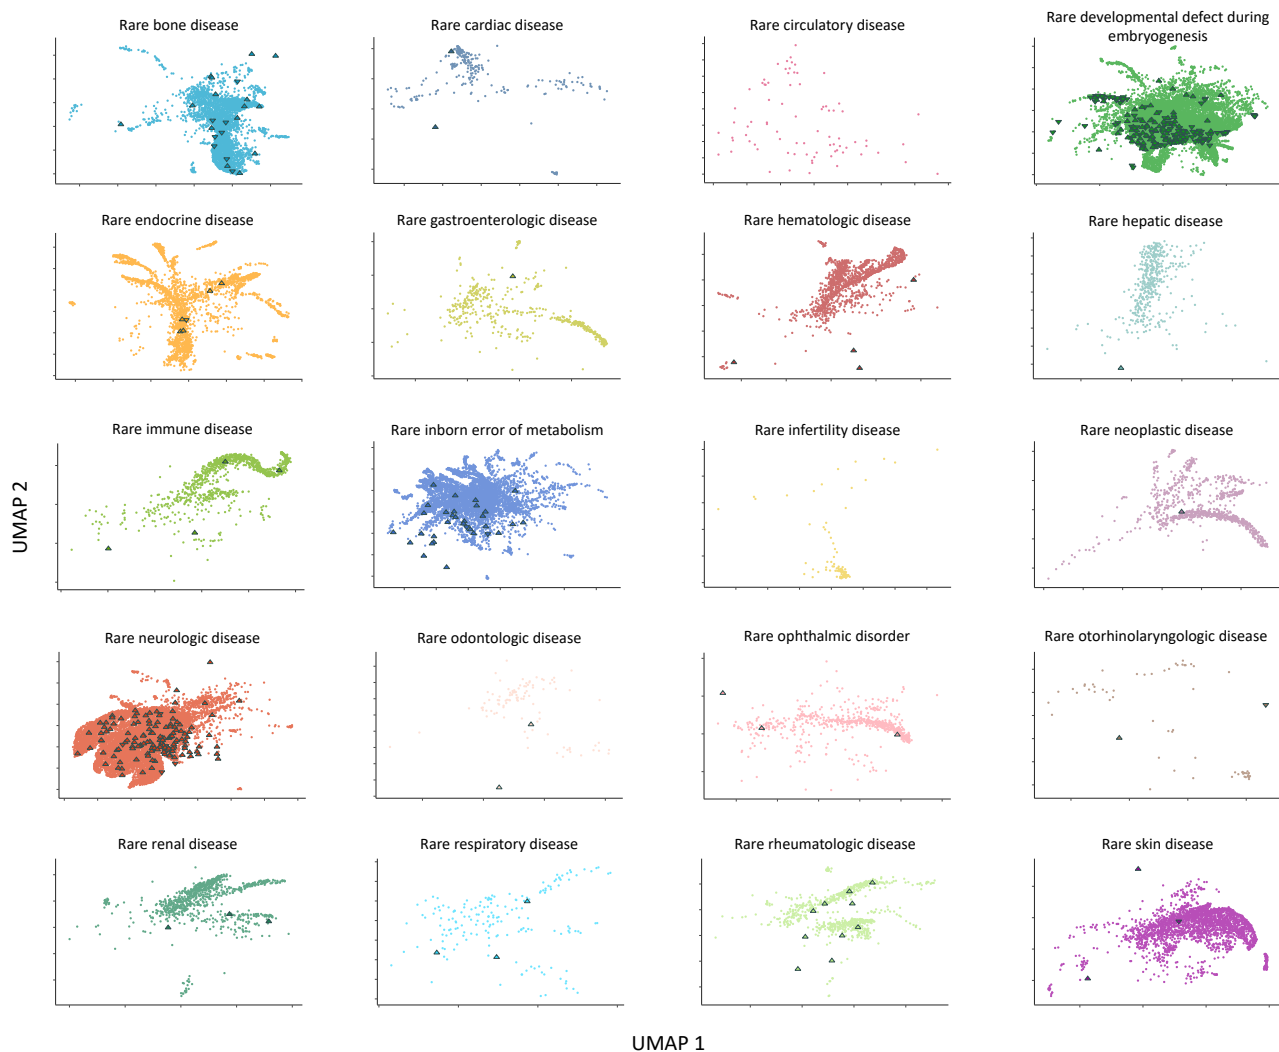 Rare bone disease
Rare cardiac disease
Rare circulatory disease
Rare developmental defect during
embryogenesis
Rare endocrine disease
Rare gastroenterologic disease
Rare hematologic disease
Rare hepatic disease
Rare immune disease
Rare inborn error of metabolism
Rare infertility disease
Rare neoplastic disease
UMAP 2
Rare neurologic disease
Rare odontologic disease
Rare ophthalmic disorder
Rare otorhinolaryngologic disease
Rare renal disease
Rare respiratory disease
Rare rheumatologic disease
Rare skin disease
UMAP 1